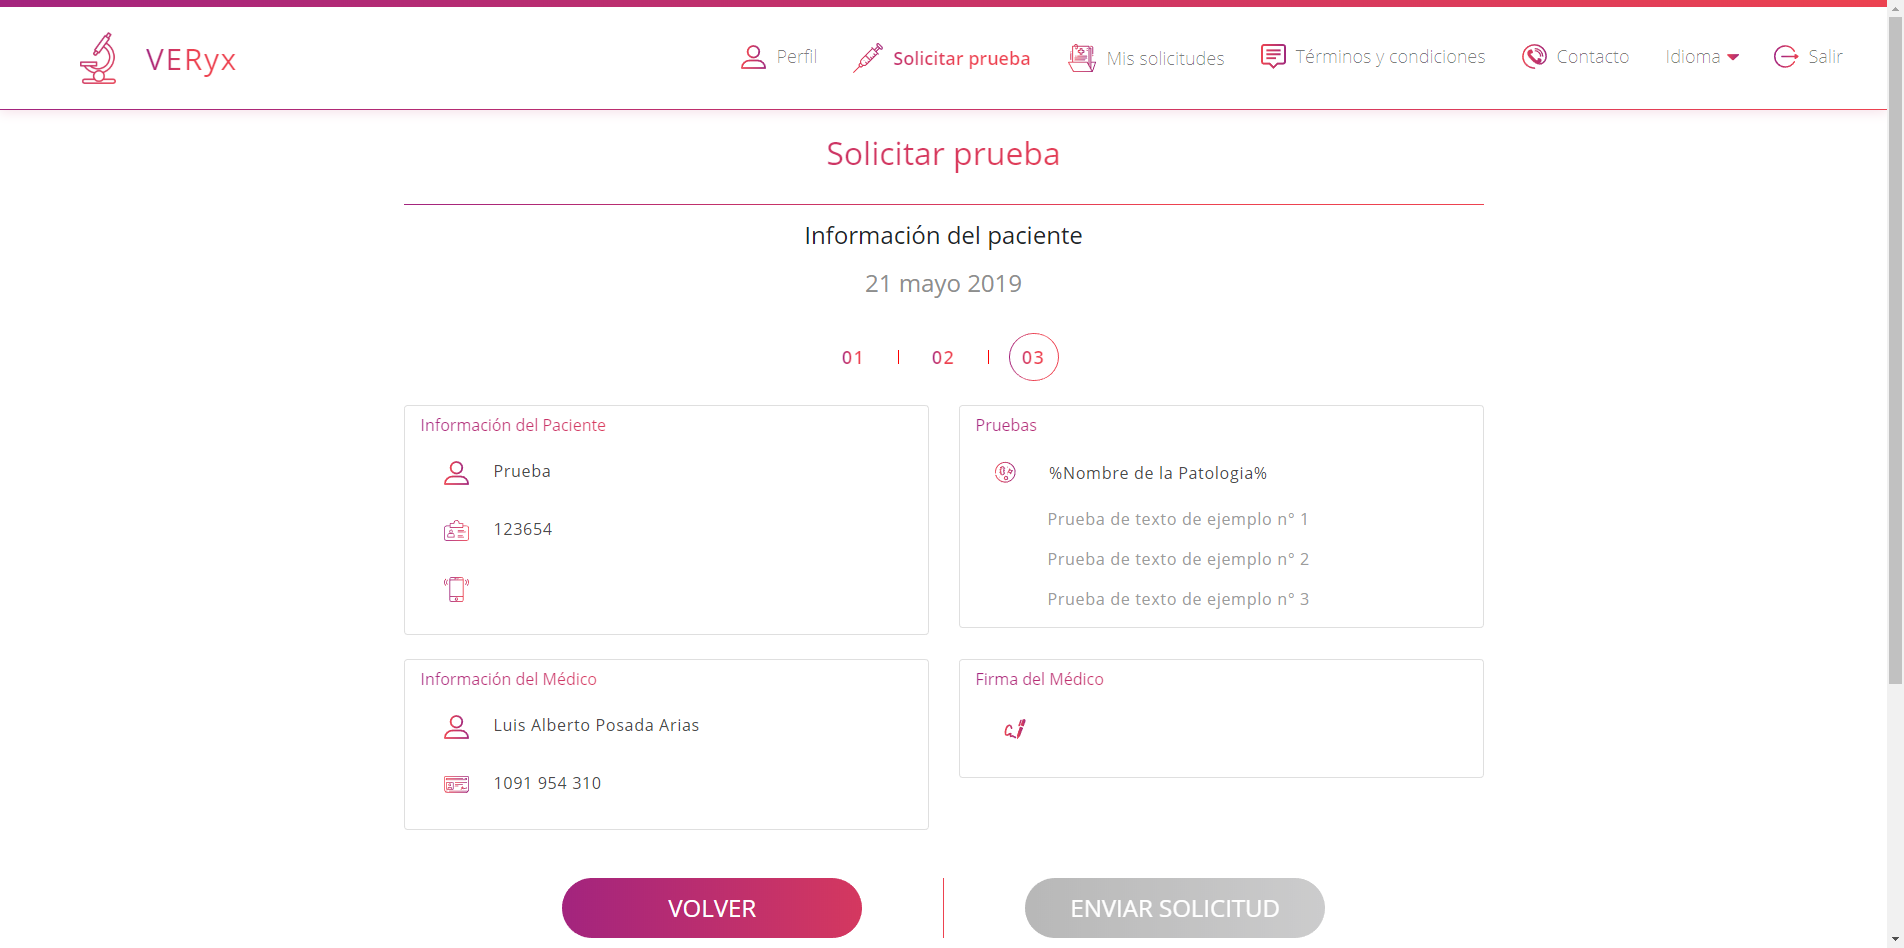 VERyx
Perfil
Solicitar prueba
Mis solicitudes
Términos y condiciones
Contacto
Idioma
Salir
Solicitar prueba
Información del paciente
21 mayo 2019
01
02
03
Información del Paciente
Prueba
123654
Pruebas
%Nombre de la Patologia%
Prueba de texto de ejemplo n° 1
Prueba de texto de ejemplo n° 2
Prueba de texto de ejemplo n° 3
Información del Médico
Luis Alberto Posada Arias
1091 954 310
Firma del Médico
VOLVER
ENVIAR SOLICITUD